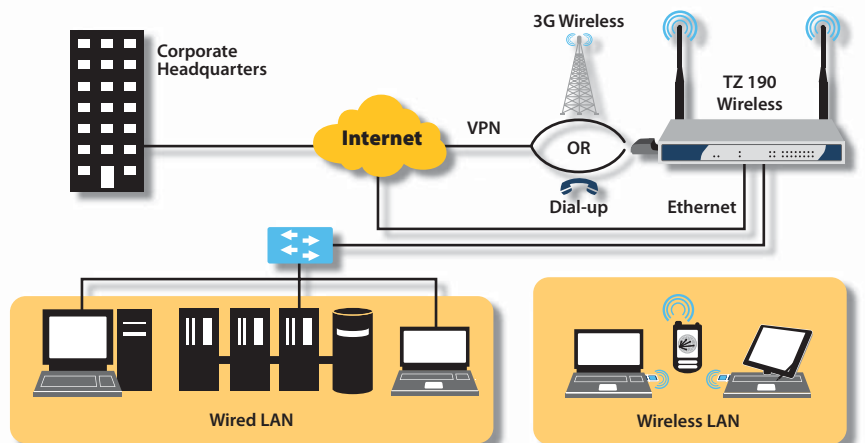 3G Wireless
Corporate
Headquarters
TZ 190
Wireless
Internet
VPN
OR
Dial-up
Ethernet
Wired LAN
Wireless LAN